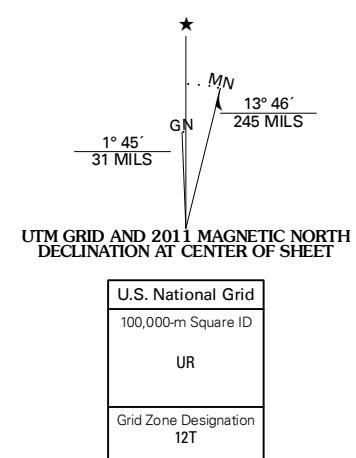 ★
MN
GN
13° 46´
245 MILS
1° 45´
31 MILS
UTM GRID AND 2011 MAGNETIC NORTH
DECLINATION AT CENTER OF SHEET
U.S. National Grid
100,000-m Square ID
UR
Grid Zone Designation
12T